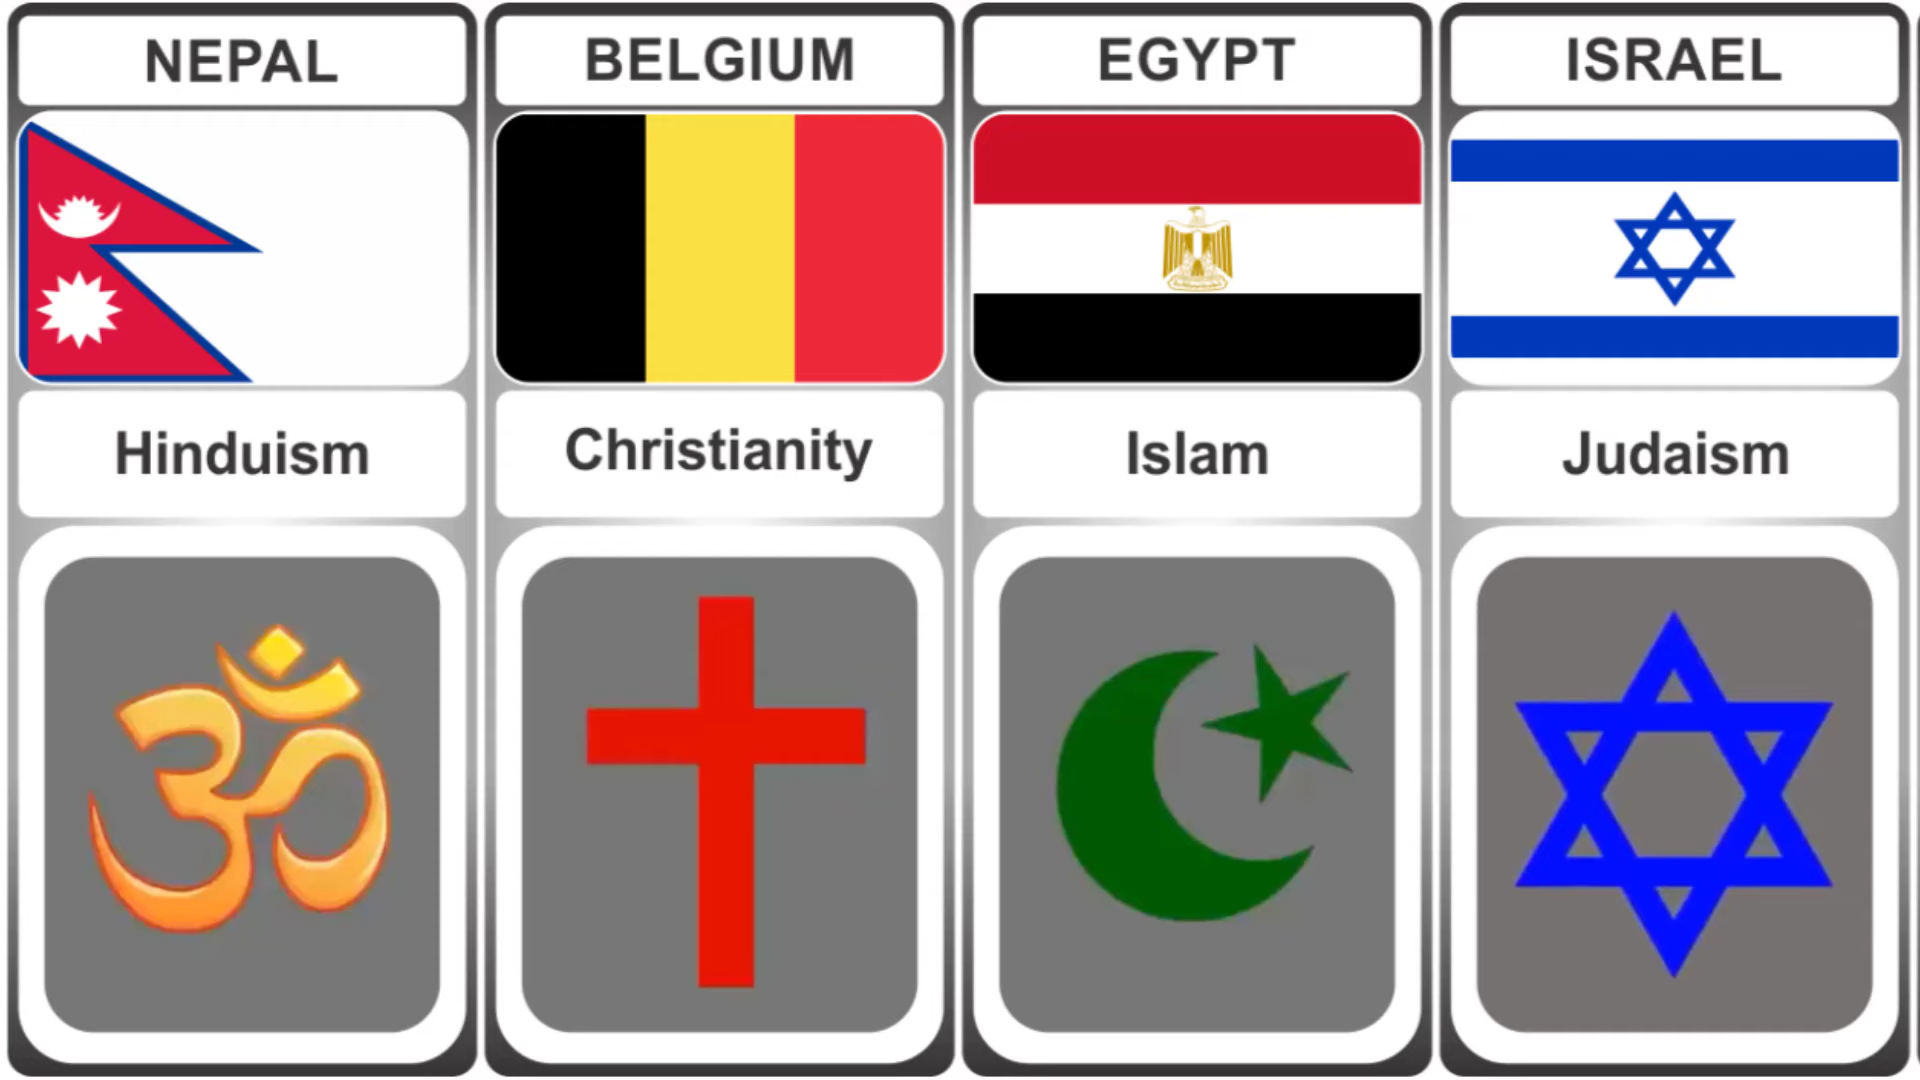 NEPAL
BELGIUM
EGYPT
ISRAEL
Hinduism
Christianity
Islam
Judaism